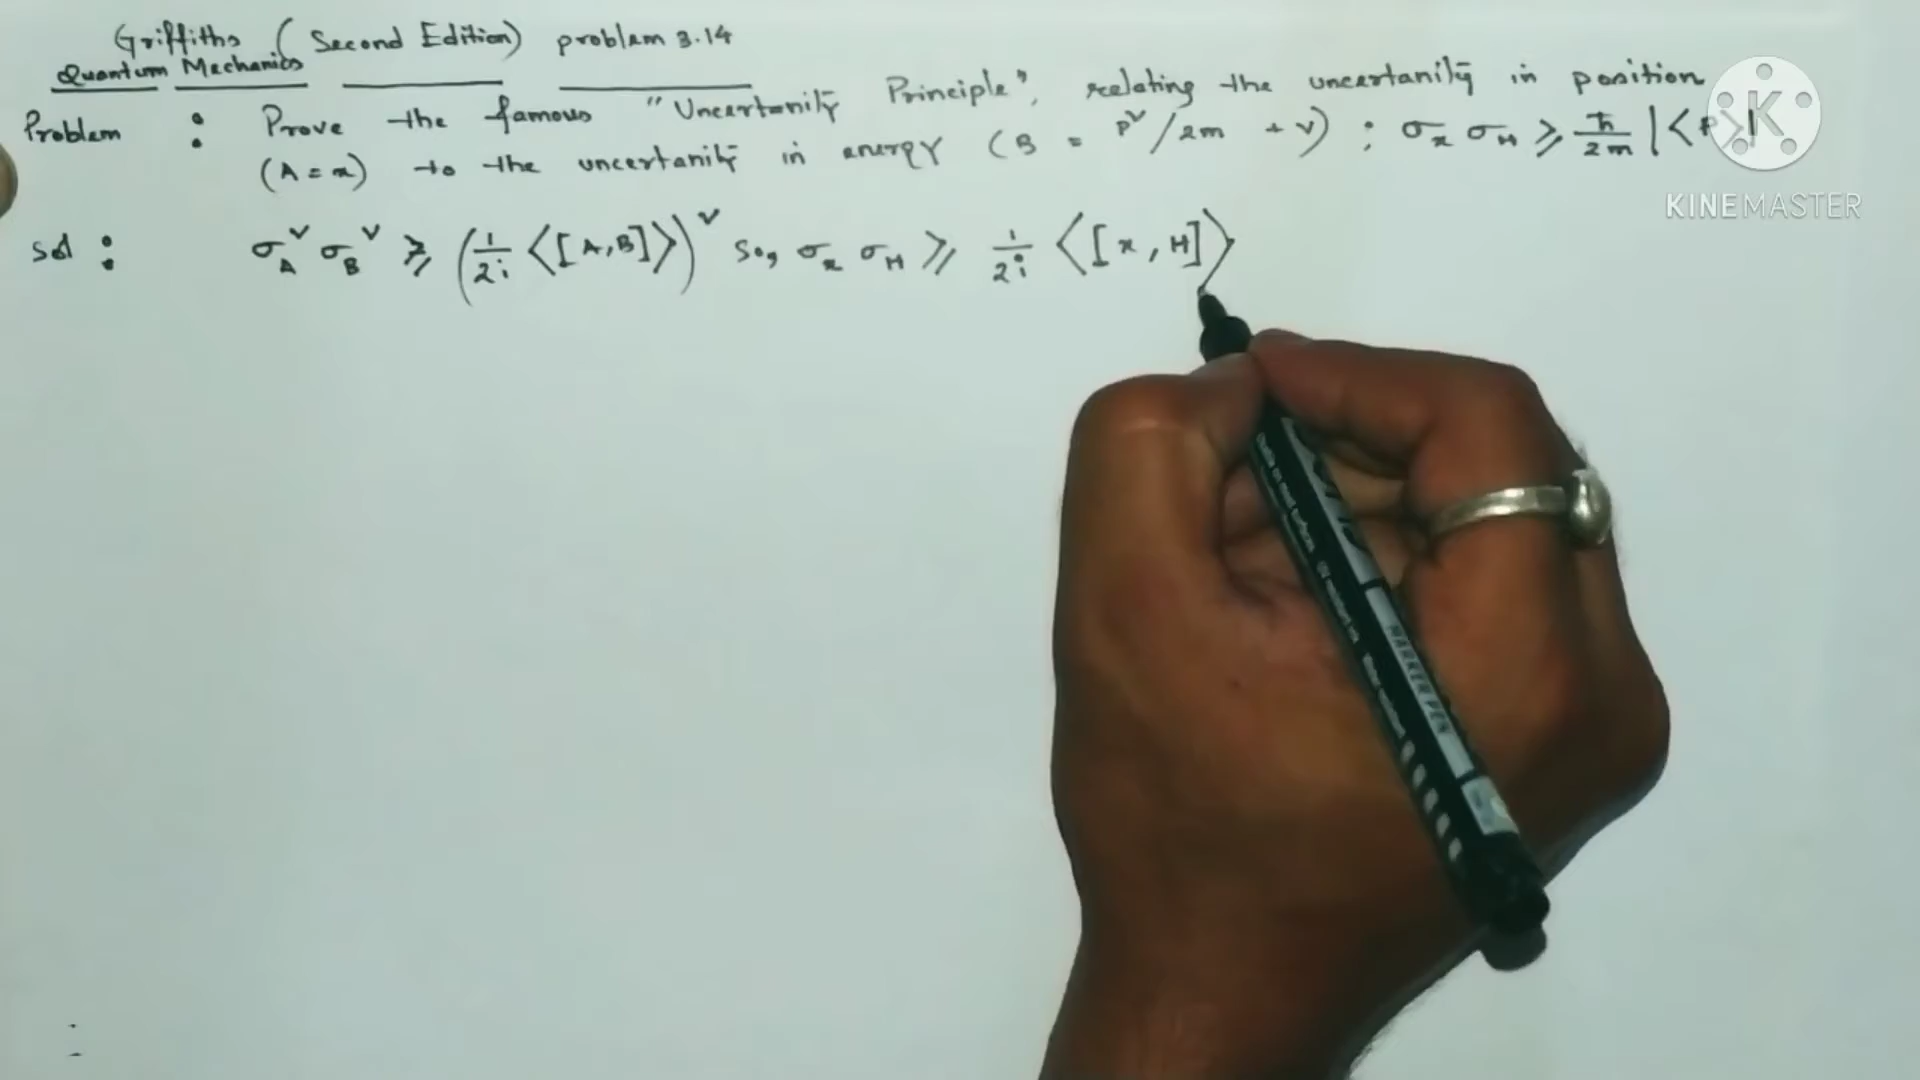 Griffiths (Second Edition) problem 3.14
Quantum Mechanics
Problem : Prove the famous "Uncertanity Principle", relating the uncertanity in position
(A = x) to the uncertanity in energy (B = p²/2m + V) : σx σH ≥ ħ/2m |<P>|
Sol : σA² σB² ≥ (1/2i <[A,B]>)² So, σx σH ≥ 1/2i <[x, H]>
K
KINEMASTER
MARKER PEN